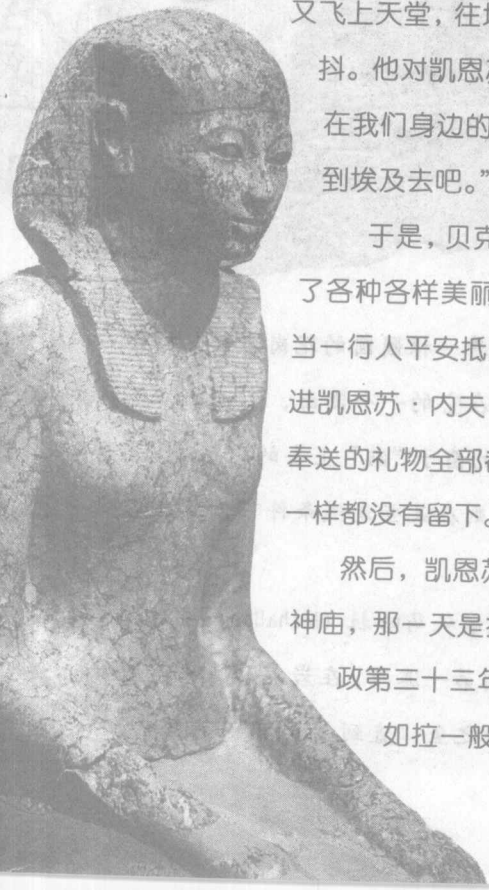 又飞上天堂，往
抖。他对凯恩
在我们身边的
到埃及去吧。”
于是，贝克
了各种各样美丽
当一行人平安抵
进凯恩苏·内夫
奉送的礼物全部
一样都没有留下。
然后，凯恩苏
神庙，那一天是
政第三十三年
如拉一般